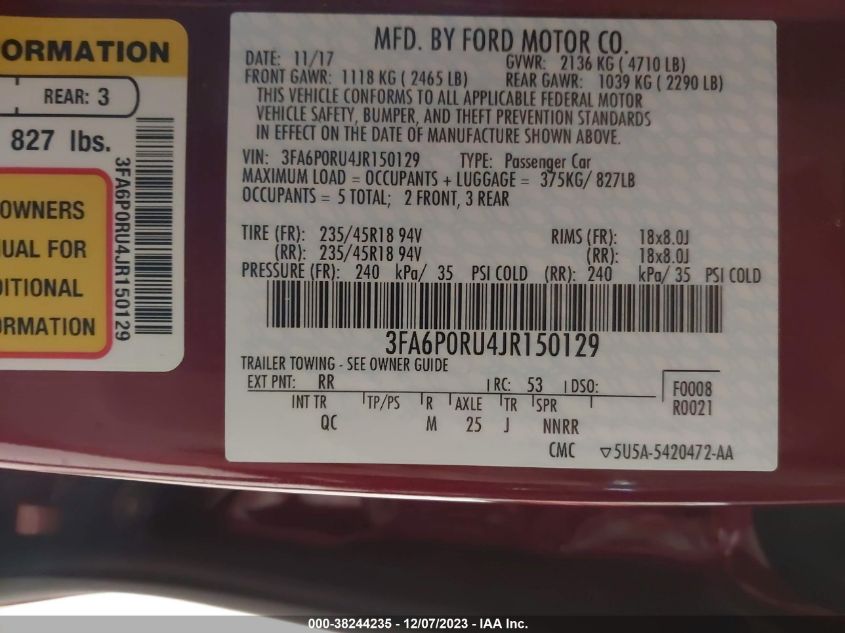 ORMATION
REAR: 3
827 lbs.
OWNERS
UAL FOR
ITIONAL
ORMATION
3FA6P0RU4JR150129
MFD. BY FORD MOTOR CO.
DATE: 11/17 GVWR: 2136 KG ( 4710 LB)
FRONT GAWR: 1118 KG ( 2465 LB) REAR GAWR: 1039 KG ( 2290 LB)
THIS VEHICLE CONFORMS TO ALL APPLICABLE FEDERAL MOTOR
VEHICLE SAFETY, BUMPER, AND THEFT PREVENTION STANDARDS
IN EFFECT ON THE DATE OF MANUFACTURE SHOWN ABOVE.
VIN: 3FA6P0RU4JR150129 TYPE: Passenger Car
MAXIMUM LOAD = OCCUPANTS + LUGGAGE = 375KG/ 827LB
OCCUPANTS = 5 TOTAL; 2 FRONT, 3 REAR
TIRE (FR): 235/45R18 94V RIMS (FR): 18x8.0J
(RR): 235/45R18 94V (RR): 18x8.0J
PRESSURE (FR): 240 kPa/ 35 PSI COLD (RR): 240 kPa/ 35 PSI COLD
3FA6P0RU4JR150129
TRAILER TOWING - SEE OWNER GUIDE
EXT PNT: RR RC: 53 DSO: F0008
R0021
INT TR TP/PS R AXLE TR SPR
QC M 25 J NNRR
CMC ▽5U5A-5420472-AA
000-38244235 - 12/07/2023 - IAA Inc.